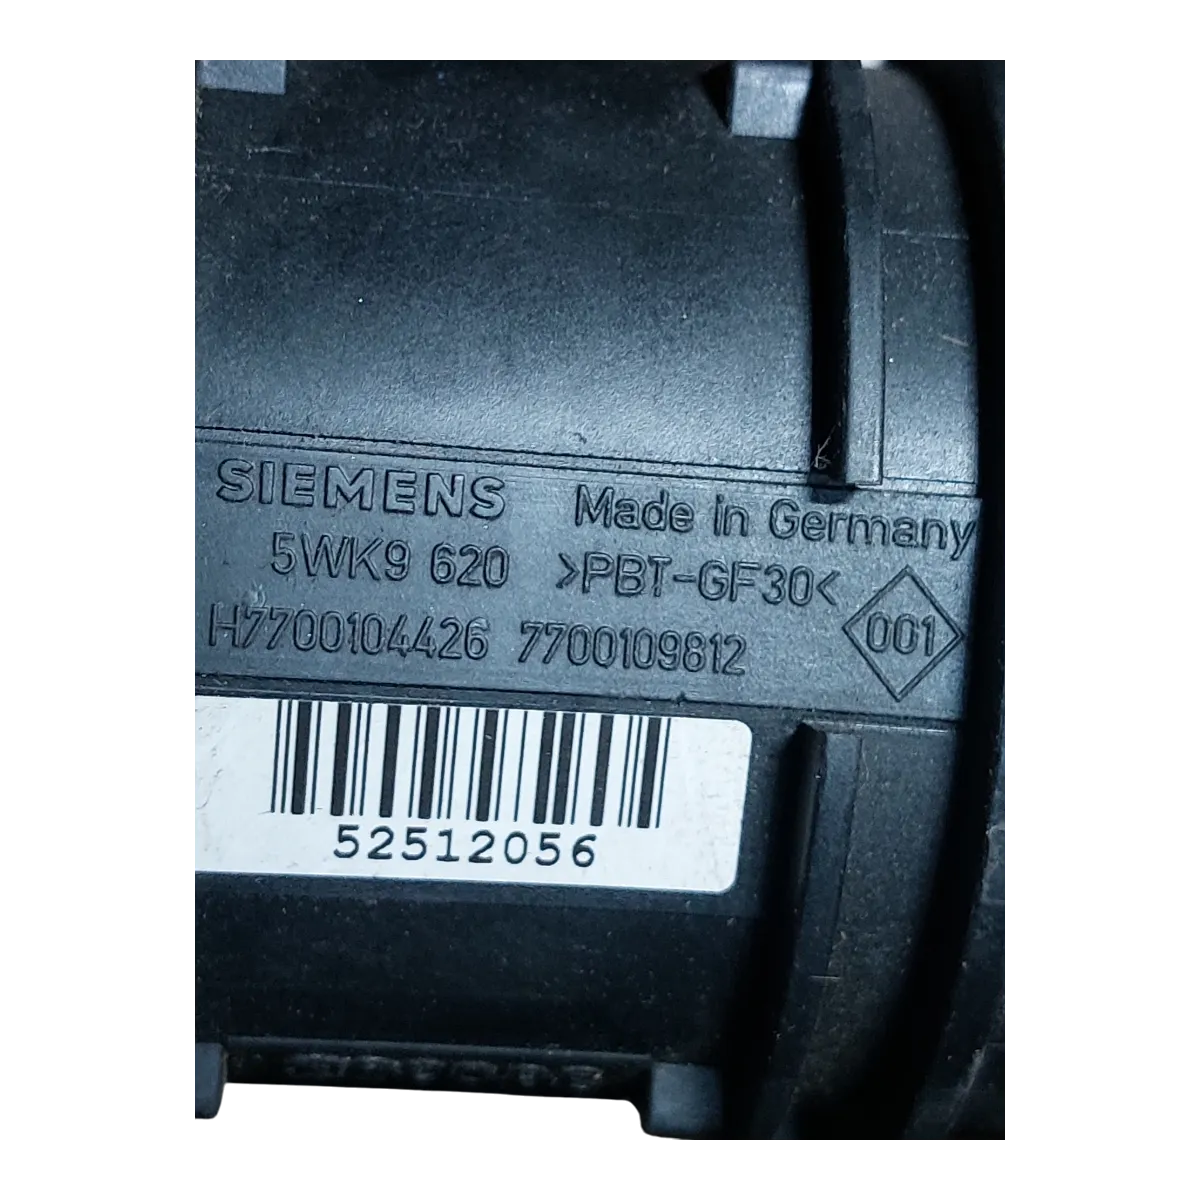 SIEMENS Made in Germany
5WK9 620 >PBT-GF30<
H7700104426 7700109812 001
52512056